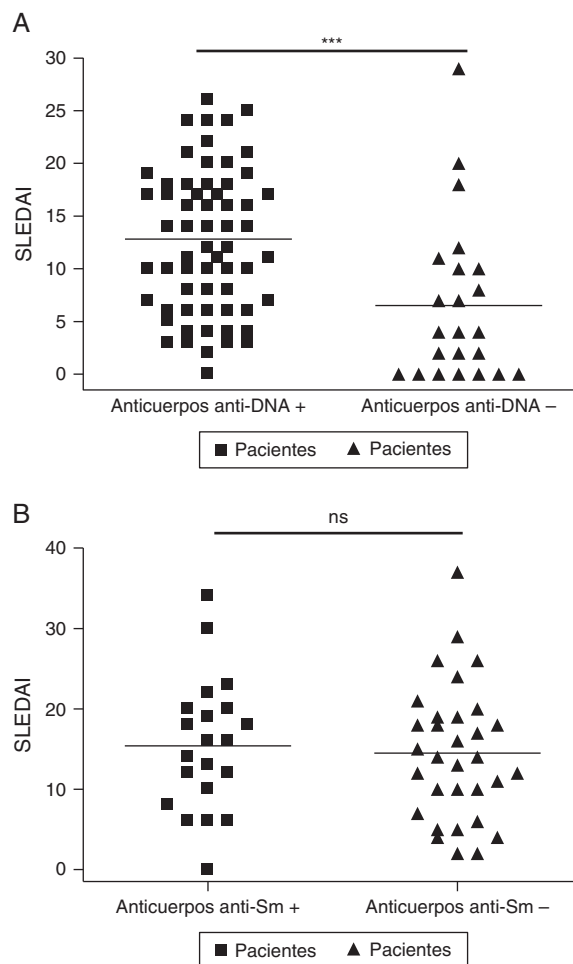 A
***
30
25
20
15
10
5
0
SLEDAI
Anticuerpos anti-DNA + Anticuerpos anti-DNA –
Pacientes Pacientes
B
ns
40
30
20
10
0
SLEDAI
Anticuerpos anti-Sm + Anticuerpos anti-Sm –
Pacientes Pacientes